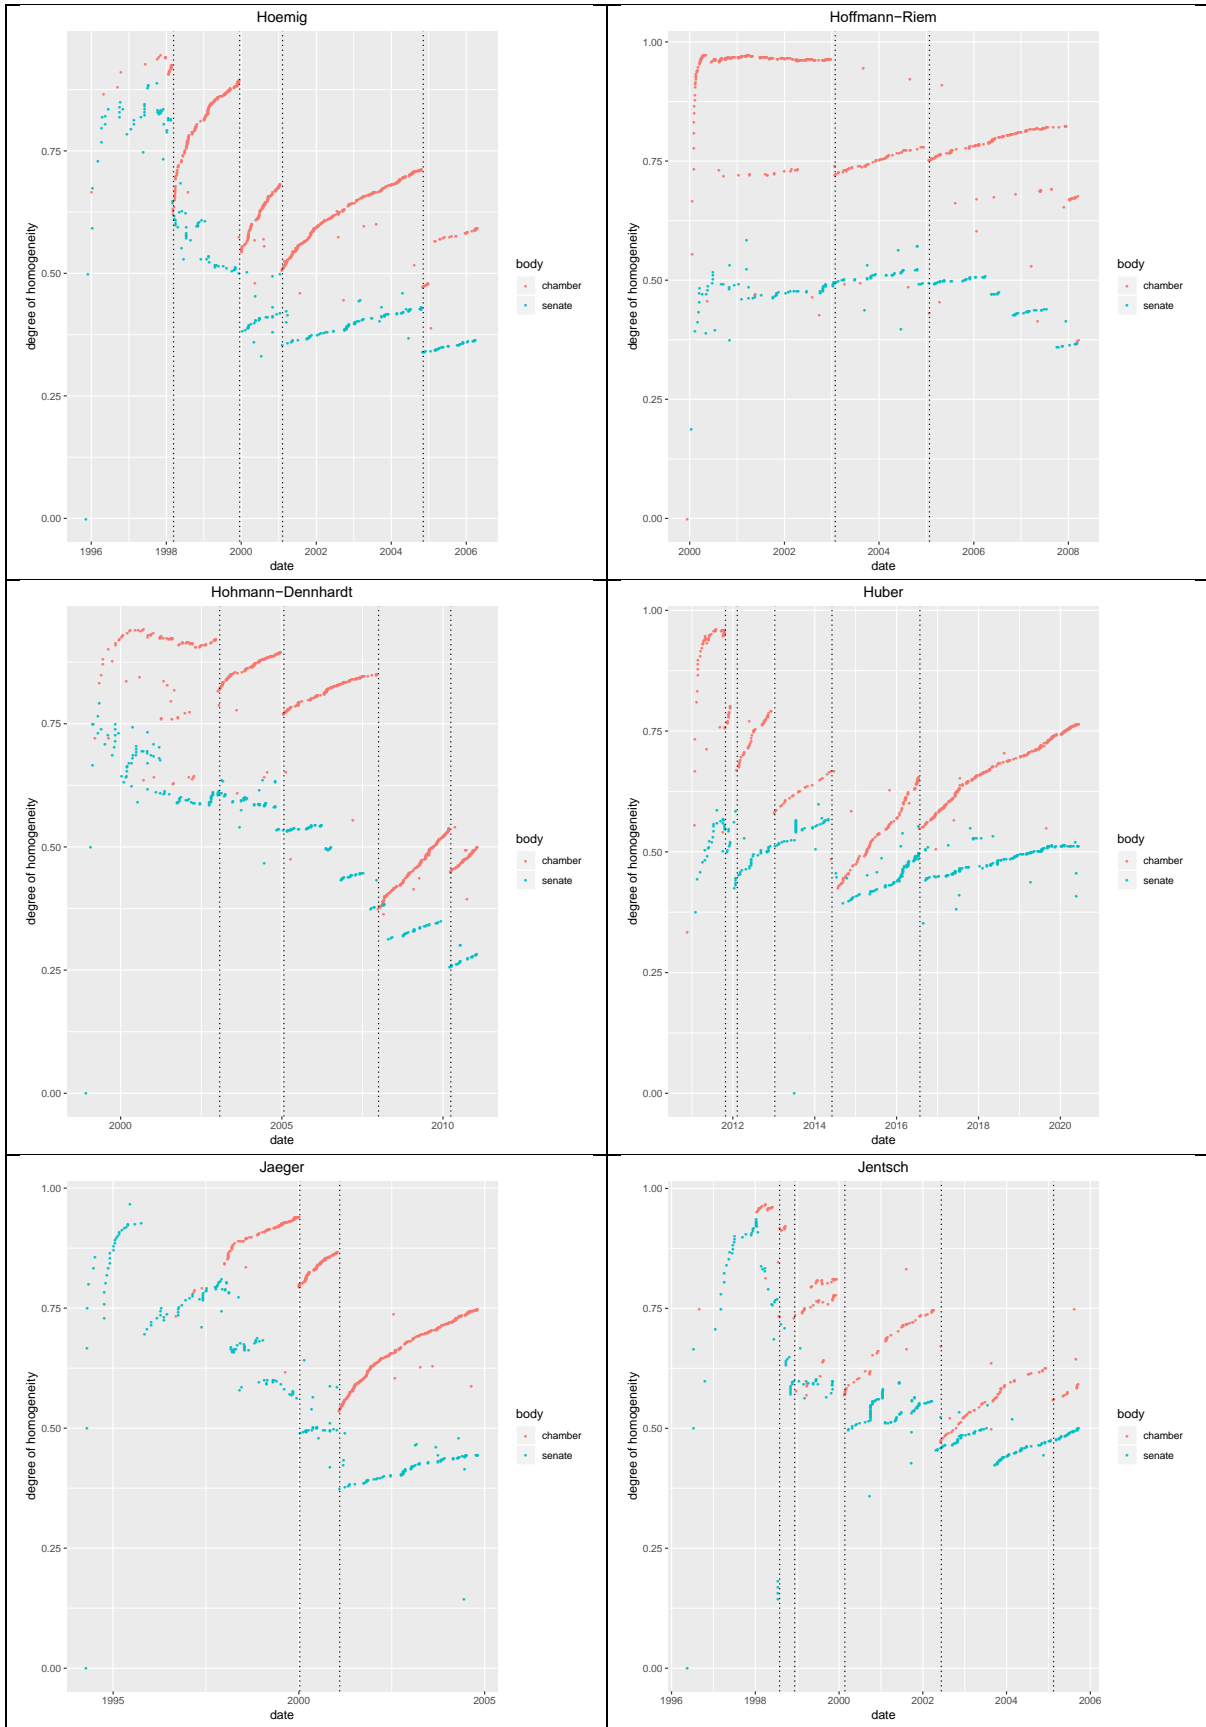 Hoemig
1.00
0.75
0.50
0.25
0.00
degree of homogeneity
1996 1998 2000 2002 2004 2006
date
body
chamber
senate
Hoffmann−Riem
1.00
0.75
0.50
0.25
0.00
degree of homogeneity
2000 2002 2004 2006 2008
date
body
chamber
senate
Hohmann−Dennhardt
0.75
0.50
0.25
0.00
degree of homogeneity
2000 2005 2010
date
body
chamber
senate
Huber
1.00
0.75
0.50
0.25
0.00
degree of homogeneity
2012 2014 2016 2018 2020
date
body
chamber
senate
Jaeger
1.00
0.75
0.50
0.25
0.00
degree of homogeneity
1995 2000 2005
date
body
chamber
senate
Jentsch
1.00
0.75
0.50
0.25
0.00
degree of homogeneity
1996 1998 2000 2002 2004 2006
date
body
chamber
senate